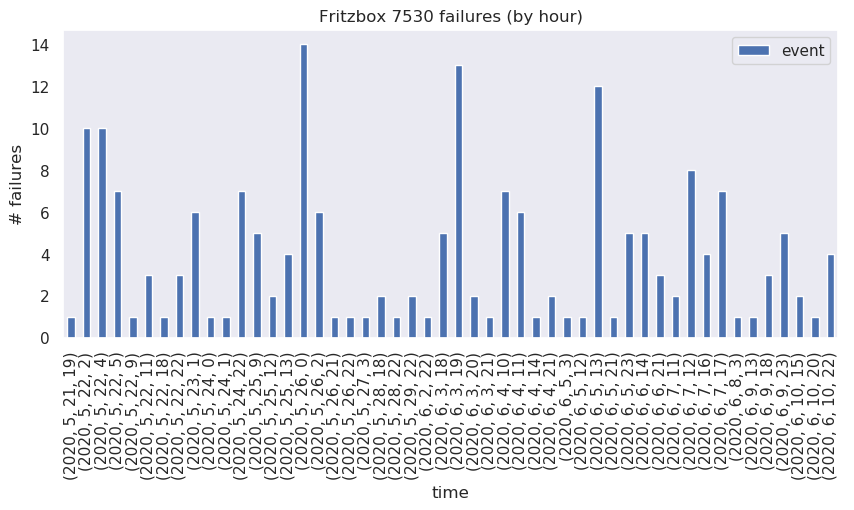 Fritzbox 7530 failures (by hour)
event
# failures
14
12
10
8
6
4
2
0
(2020, 5, 21, 19)
(2020, 5, 22, 2)
(2020, 5, 22, 4)
(2020, 5, 22, 5)
(2020, 5, 22, 9)
(2020, 5, 22, 11)
(2020, 5, 22, 18)
(2020, 5, 22, 22)
(2020, 5, 23, 1)
(2020, 5, 24, 0)
(2020, 5, 24, 1)
(2020, 5, 24, 22)
(2020, 5, 25, 9)
(2020, 5, 25, 12)
(2020, 5, 25, 13)
(2020, 5, 26, 0)
(2020, 5, 26, 2)
(2020, 5, 26, 21)
(2020, 5, 26, 22)
(2020, 5, 27, 3)
(2020, 5, 28, 18)
(2020, 5, 28, 22)
(2020, 5, 29, 22)
(2020, 6, 2, 22)
(2020, 6, 3, 18)
(2020, 6, 3, 19)
(2020, 6, 3, 20)
(2020, 6, 3, 21)
(2020, 6, 4, 10)
(2020, 6, 4, 11)
(2020, 6, 4, 14)
(2020, 6, 4, 21)
(2020, 6, 5, 3)
(2020, 6, 5, 12)
(2020, 6, 5, 13)
(2020, 6, 5, 21)
(2020, 6, 5, 23)
(2020, 6, 6, 14)
(2020, 6, 6, 21)
(2020, 6, 7, 11)
(2020, 6, 7, 12)
(2020, 6, 7, 16)
(2020, 6, 7, 17)
(2020, 6, 8, 3)
(2020, 6, 9, 13)
(2020, 6, 9, 18)
(2020, 6, 9, 23)
(2020, 6, 10, 15)
(2020, 6, 10, 20)
(2020, 6, 10, 22)
time